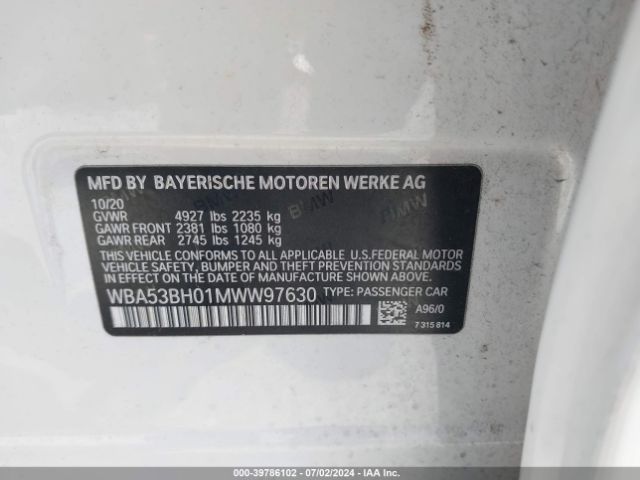 MFD BY BAYERISCHE MOTOREN WERKE AG
10/20
GVWR 4927 lbs 2235 kg
GAWR FRONT 2381 lbs 1080 kg
GAWR REAR 2745 lbs 1245 kg
THIS VEHICLE CONFORMS TO ALL APPLICABLE U.S.FEDERAL MOTOR
VEHICLE SAFETY, BUMPER, AND THEFT PREVENTION
STANDARDS IN EFFECT ON THE DATE OF MANUFACTURE SHOWN ABOVE.
WBA53BH01MWW97630 TYPE: PASSENGER CAR
A96/0
7 315 814
000-39786102 - 07/02/2024 - IAA Inc.